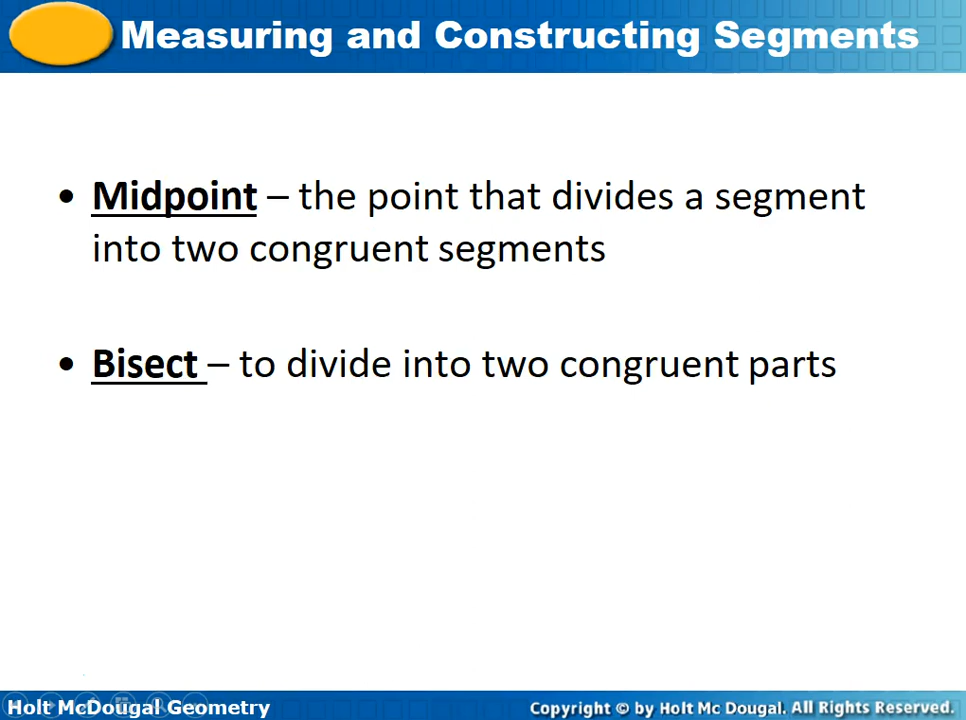 Measuring and Constructing Segments
• Midpoint – the point that divides a segment
into two congruent segments
• Bisect – to divide into two congruent parts
Holt McDougal Geometry
Copyright © by Holt Mc Dougal. All Rights Reserved.